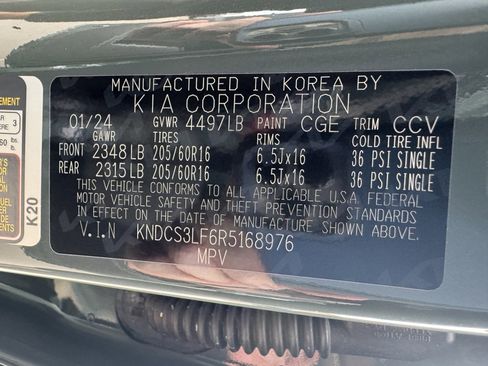 MANUFACTURED IN KOREA BY
KIA CORPORATION
01/24 GVWR 4497LB PAINT CGE TRIM CCV
GAWR TIRES RIMS COLD TIRE INFL
FRONT 2348LB 205/60R16 6.5Jx16 36 PSI SINGLE
REAR 2315LB 205/60R16 6.5Jx16 36 PSI SINGLE
THIS VEHICLE CONFORMS TO ALL APPLICABLE U.S.A FEDERAL
MOTOR VEHICLE SAFETY AND THEFT PREVENTION STANDARDS
IN EFFECT ON THE DATE OF MANUFACTURE SHOWN ABOVE.
V.I.N KNDCS3LF6R5168976
MPV
K20